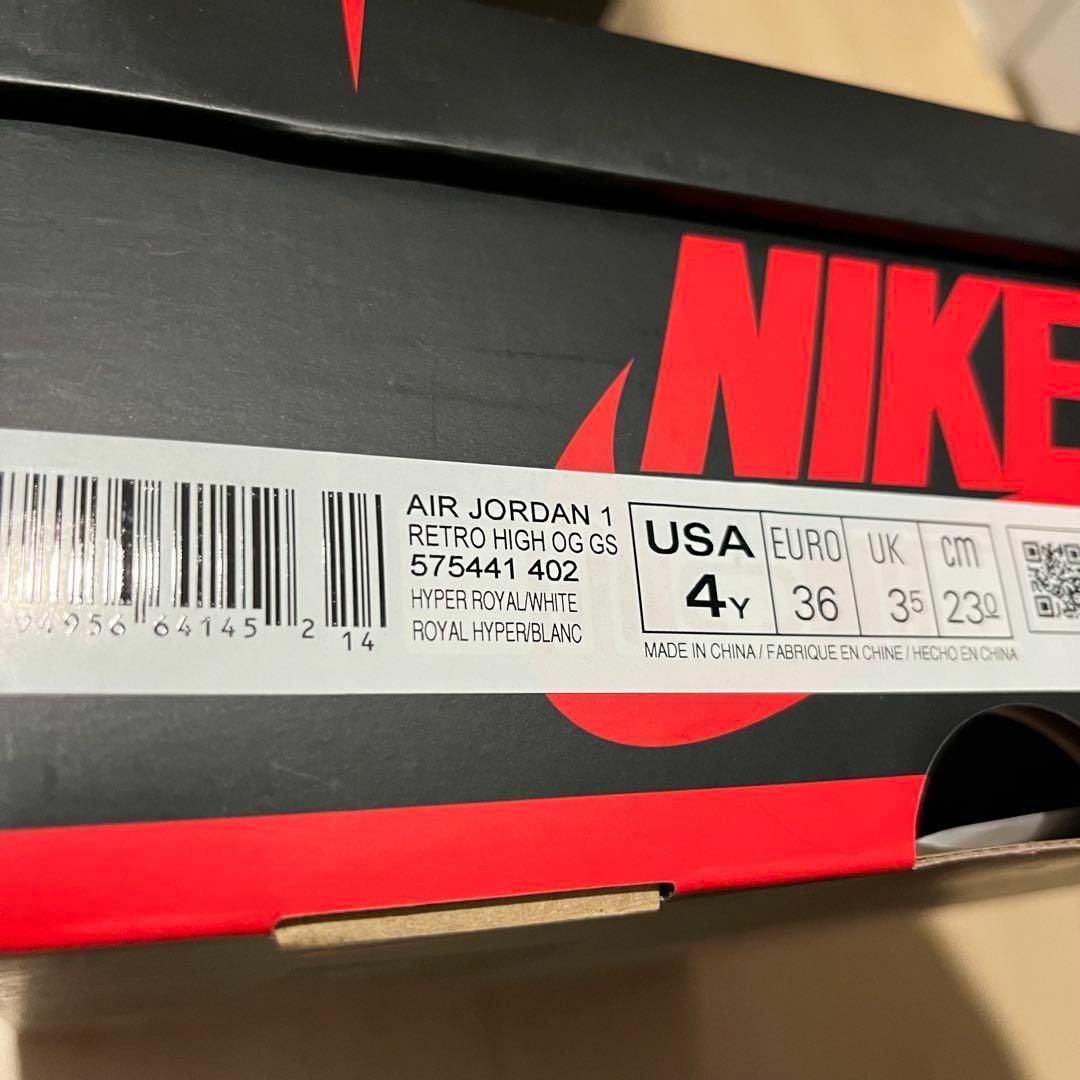 NIKE
AIR JORDAN 1
RETRO HIGH OG GS
575441 402
HYPER ROYAL/WHITE
ROYAL HYPER/BLANC
94956 64145 2 14
USA EURO UK cm
4Y 36 35 230
MADE IN CHINA / FABRIQUE EN CHINE / HECHO EN CHINA